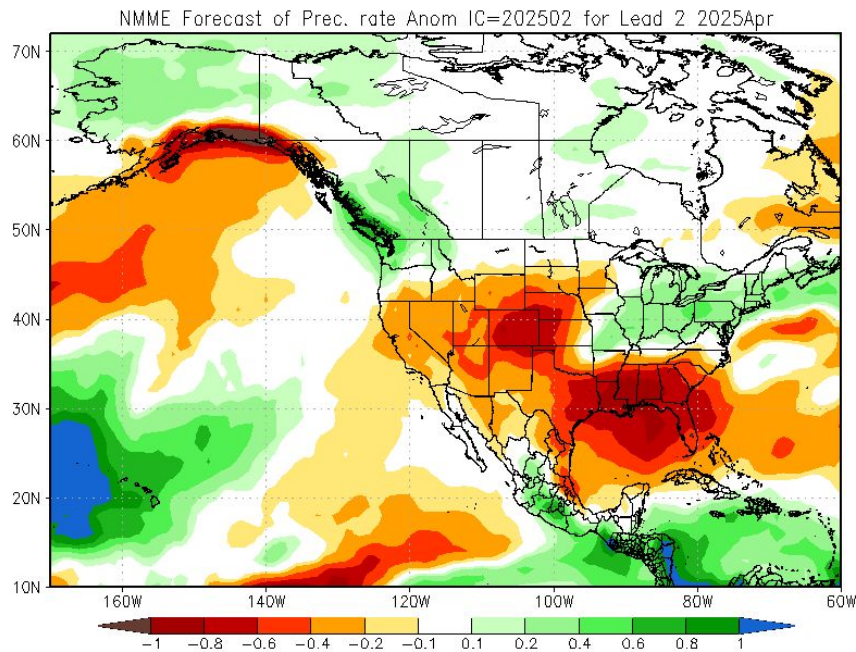 NMME Forecast of Prec. rate Anom IC=202502 for Lead 2 2025Apr
70N
60N
50N
40N
30N
20N
10N
160W 140W 120W 100W 80W 60W
-1 -0.8 -0.6 -0.4 -0.2 -0.1 0.1 0.2 0.4 0.6 0.8 1